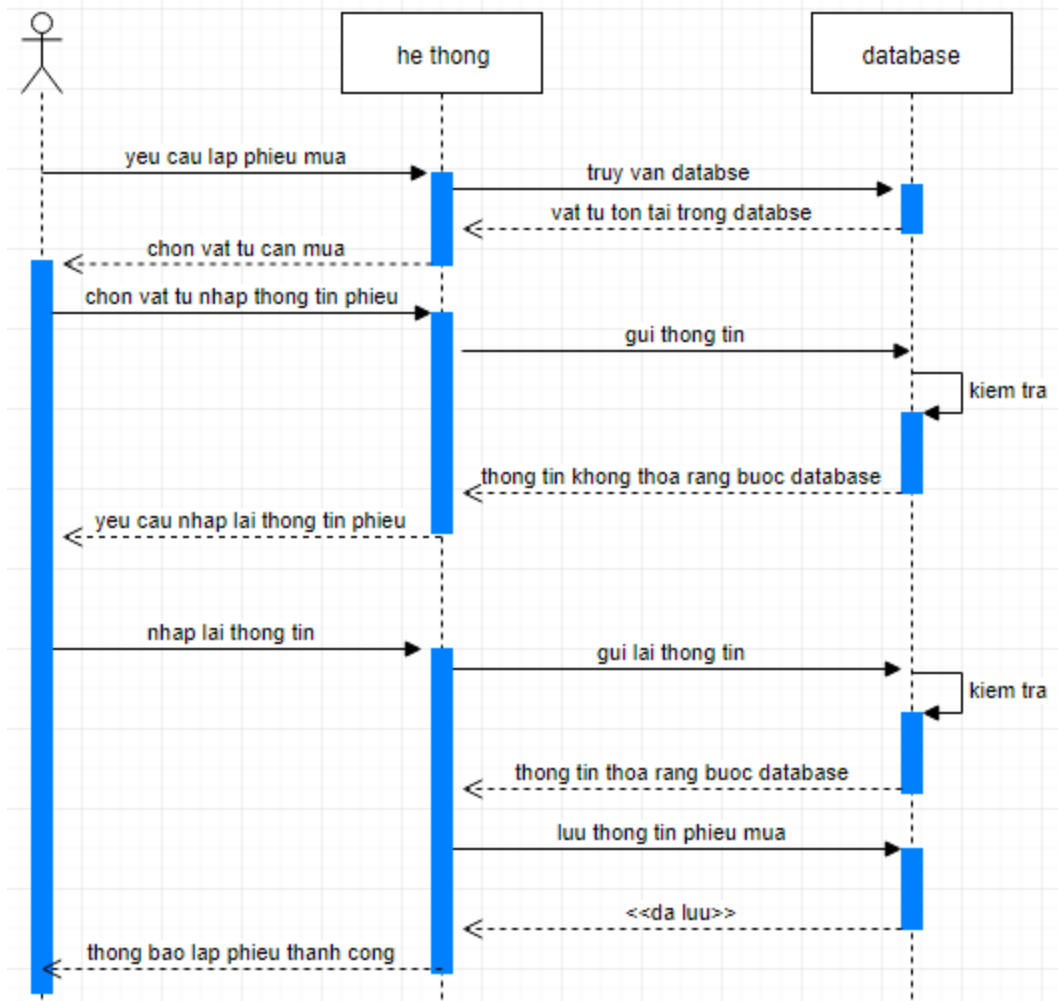 he thong
database
yeu cau lap phieu mua
truy van databse
vat tu ton tai trong databse
chon vat tu can mua
chon vat tu nhap thong tin phieu
gui thong tin
kiem tra
thong tin khong thoa rang buoc database
yeu cau nhap lai thong tin phieu
nhap lai thong tin
gui lai thong tin
kiem tra
thong tin thoa rang buoc database
luu thong tin phieu mua
<<da luu>>
thong bao lap phieu thanh cong